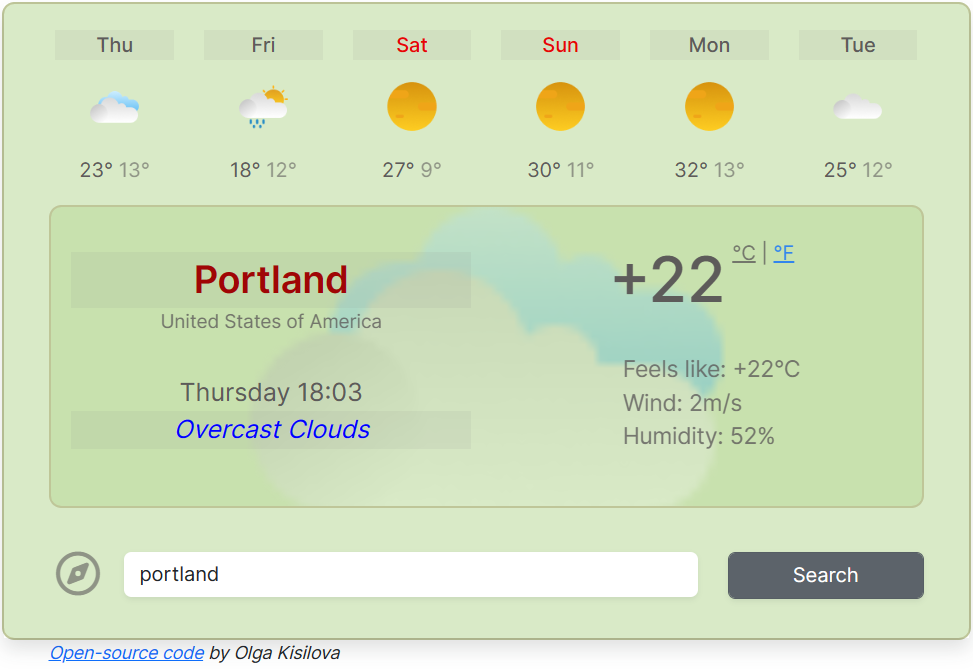 Thu Fri Sat Sun Mon Tue
23° 13° 18° 12° 27° 9° 30° 11° 32° 13° 25° 12°
Portland
United States of America
Thursday 18:03
Overcast Clouds
+22 °C | °F
Feels like: +22°C
Wind: 2m/s
Humidity: 52%
portland
Search
Open-source code by Olga Kisilova